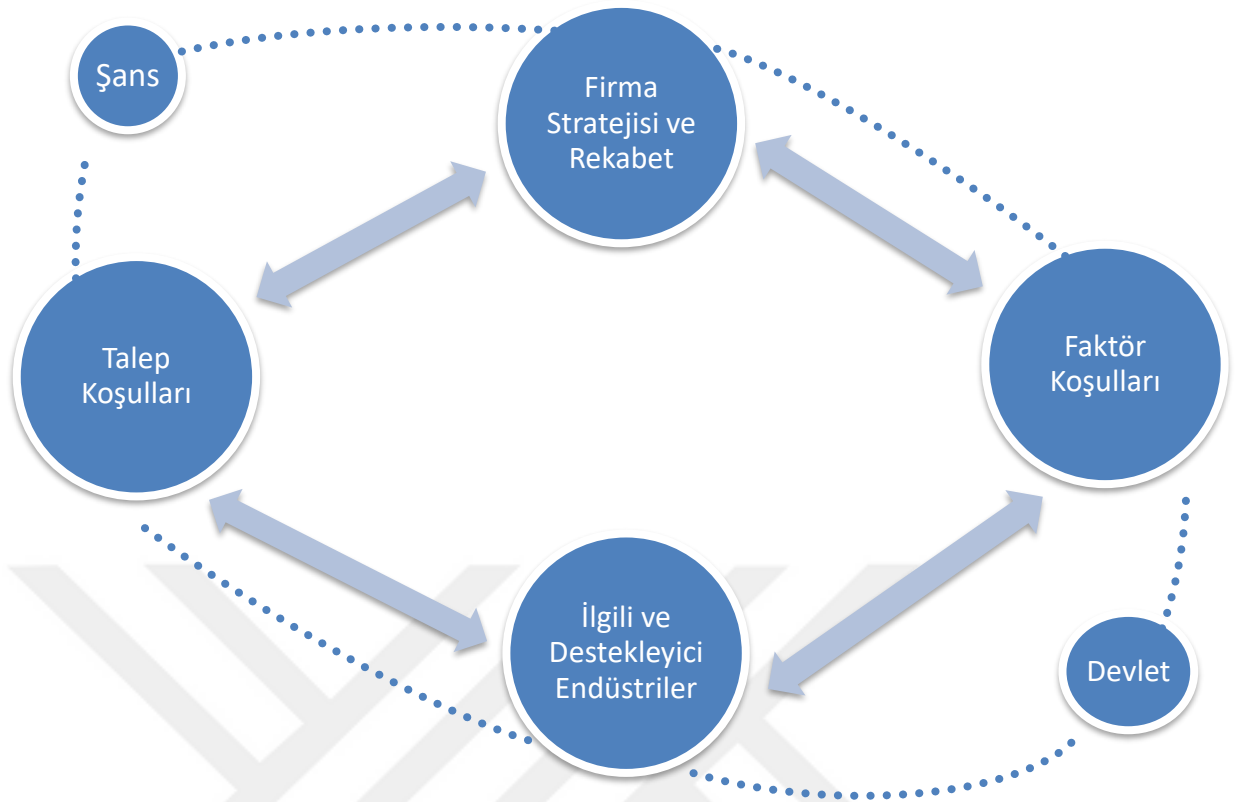 Şans
Firma
Stratejisi ve
Rekabet
Talep
Koşulları
Faktör
Koşulları
İlgili ve
Destekleyici
Endüstriler
Devlet